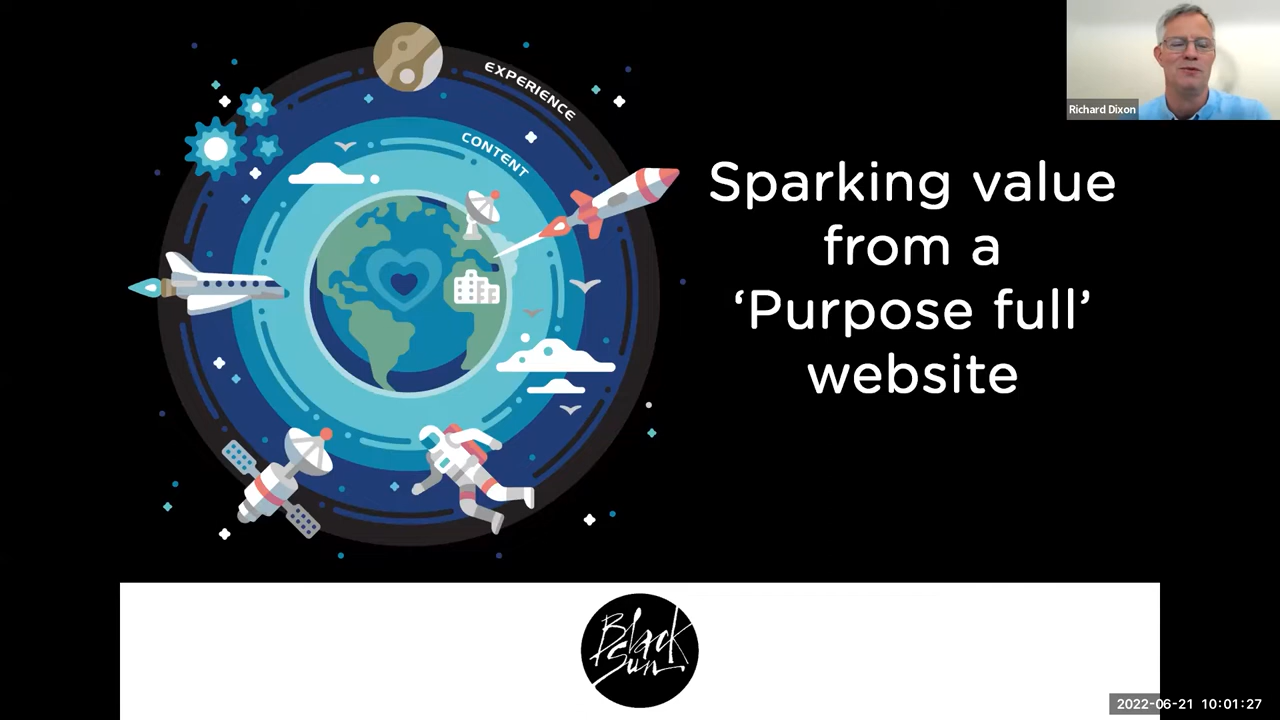 EXPERIENCE
CONTENT
Richard Dixon
Sparking value
from a
‘Purpose full’
website
Black
Sun
2022-06-21 10:01:27